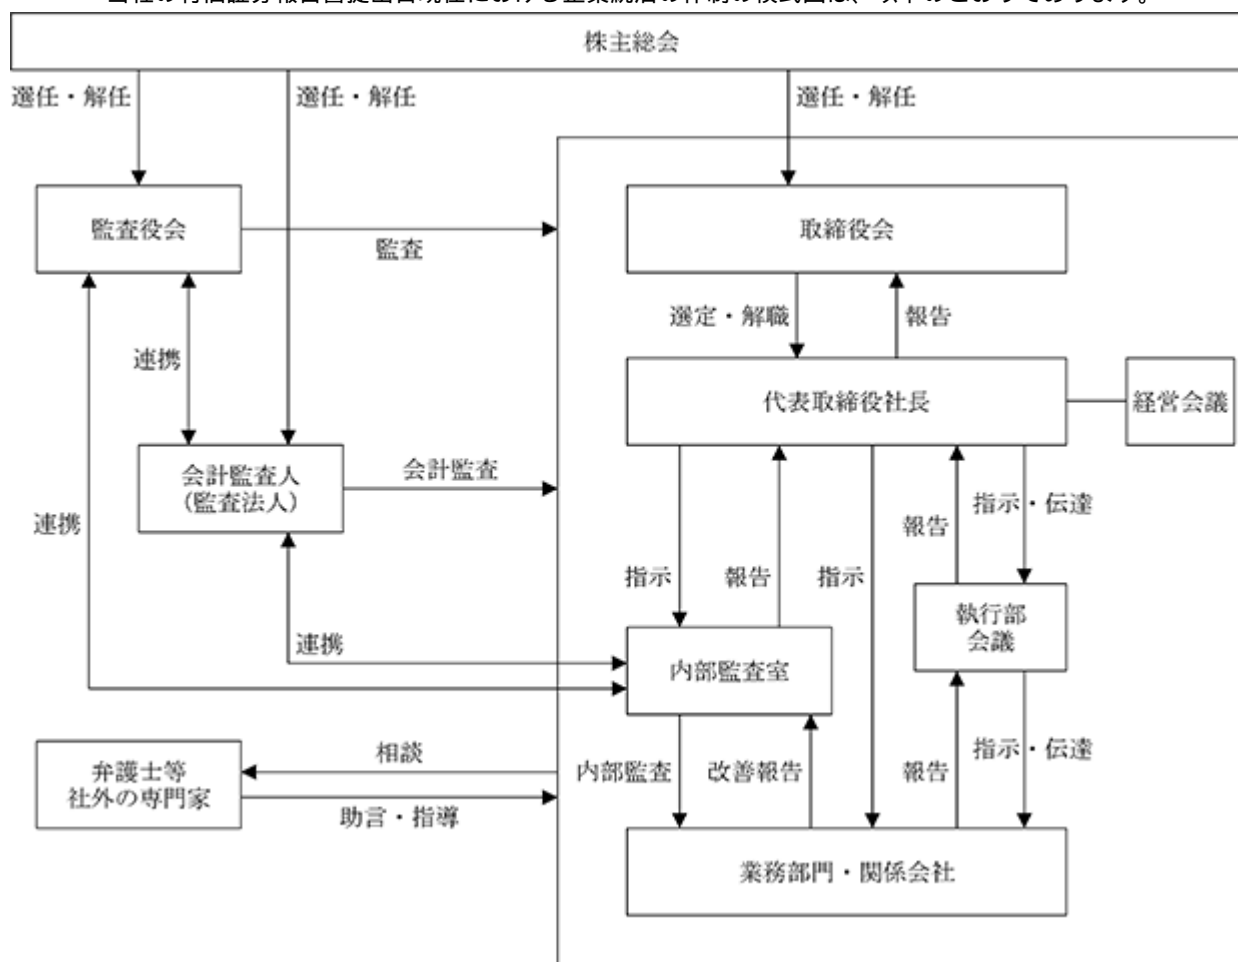 株主総会
選任・解任
選任・解任
選任・解任
監査役会
監査
取締役会
選定・解職
報告
連携
代表取締役社長
経営会議
会計監査人
(監査法人)
会計監査
連携
指示
報告
指示
報告
指示・伝達
執行部
会議
連携
内部監査室
弁護士等
社外の専門家
相談
助言・指導
内部監査
改善報告
報告
指示・伝達
業務部門・関係会社